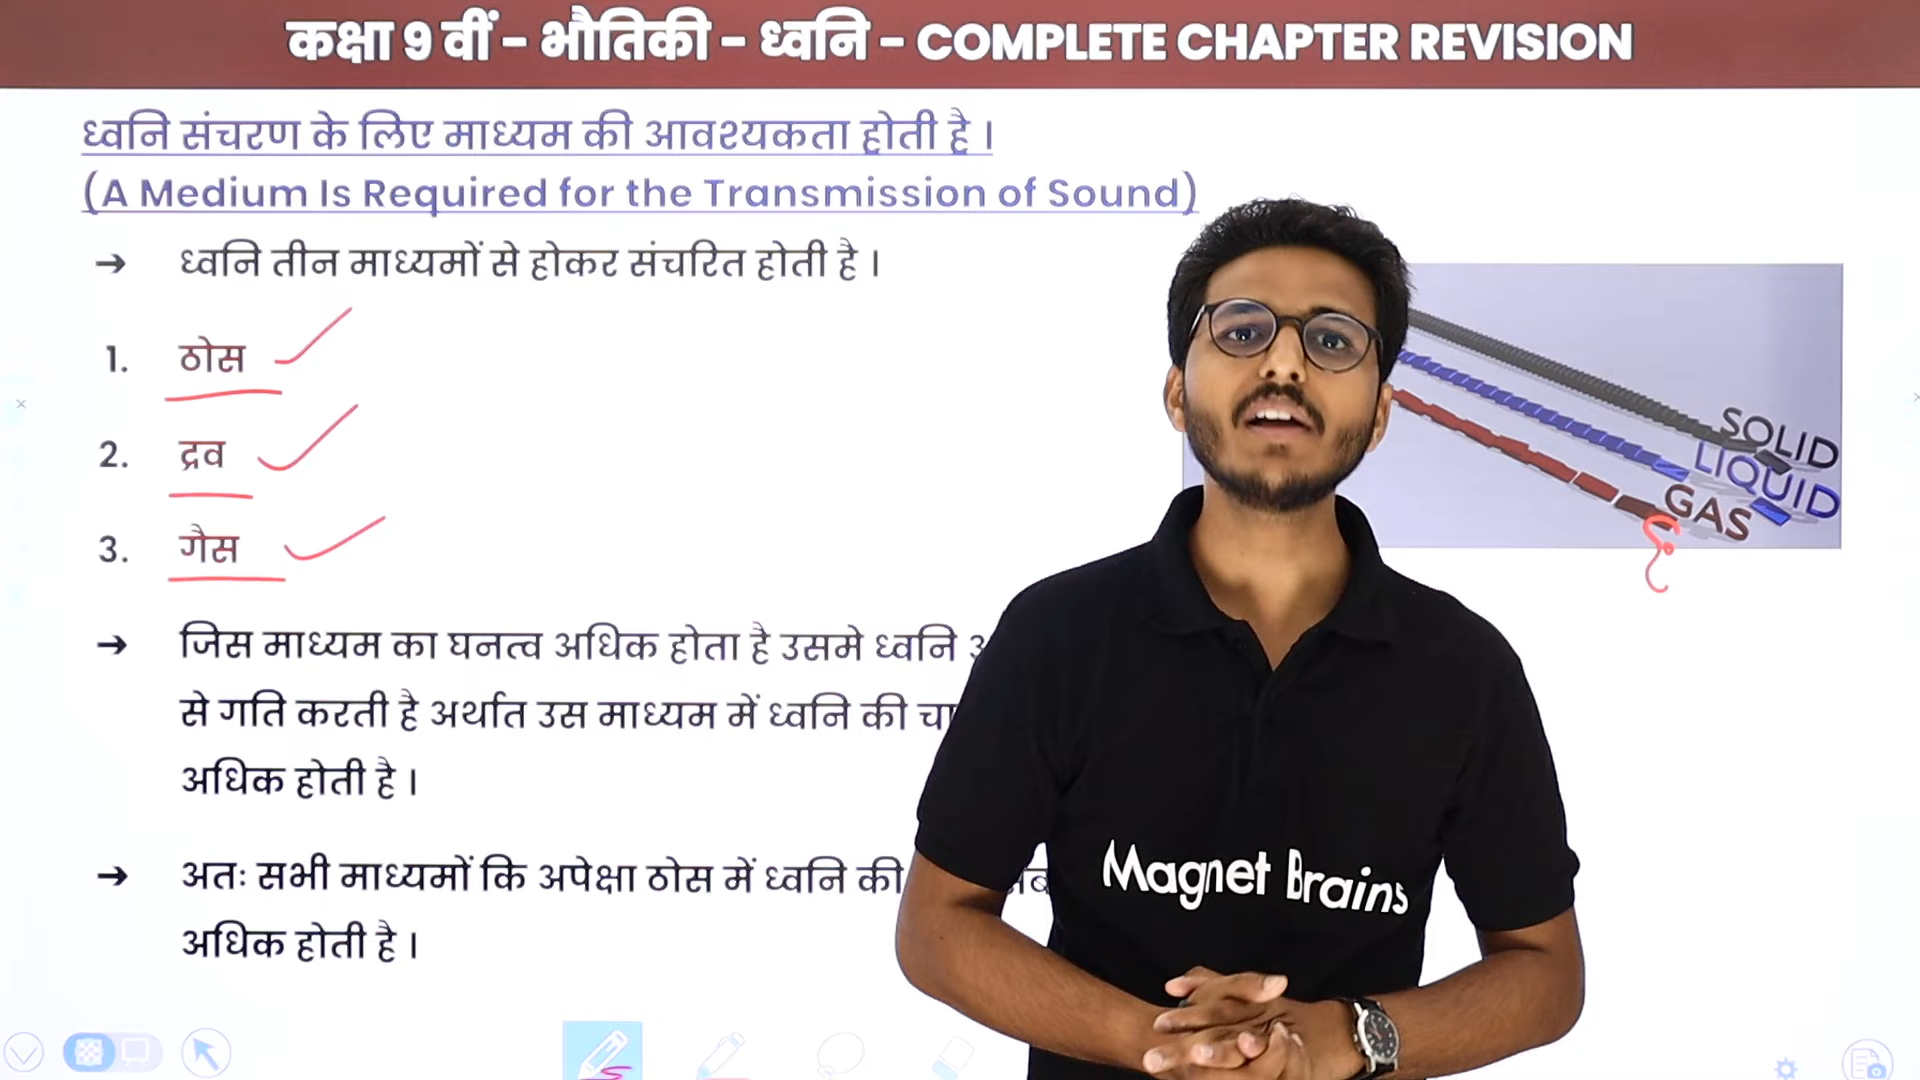 कक्षा 9 वीं - भौतिकी - ध्वनि - COMPLETE CHAPTER REVISION
ध्वनि संचरण के लिए माध्यम की आवश्यकता होती है ।
(A Medium Is Required for the Transmission of Sound)
→ ध्वनि तीन माध्यमों से होकर संचरित होती है ।
1. ठोस
2. द्रव
3. गैस
SOLID
LIQUID
GAS
→ जिस माध्यम का घनत्व अधिक होता है उसमे ध्वनि
से गति करती है अर्थात उस माध्यम में ध्वनि की
अधिक होती है ।
→ अतः सभी माध्यमों कि अपेक्षा ठोस में ध्वनि की
अधिक होती है ।
Magnet Brains